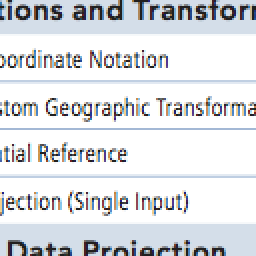 tions and Transform
oordinate Notation
stom Geographic Transforma
tial Reference
jection (Single Input)
Data Projection